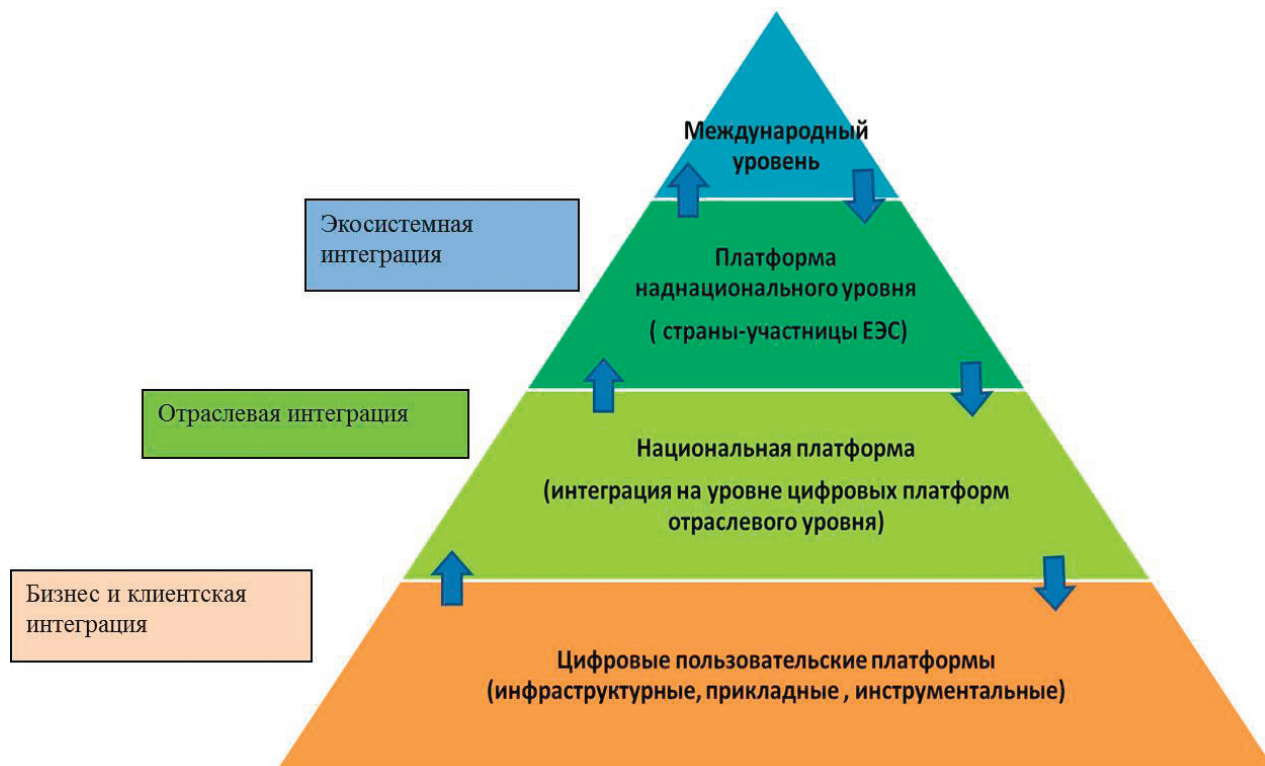 Международный
уровень
Экосистемная
интеграция
Платформа
наднационального уровня
( страны-участницы ЕЭС)
Отраслевая интеграция
Национальная платформа
(интеграция на уровне цифровых платформ
отраслевого уровня)
Бизнес и клиентская
интеграция
Цифровые пользовательские платформы
(инфраструктурные, прикладные , инструментальные)